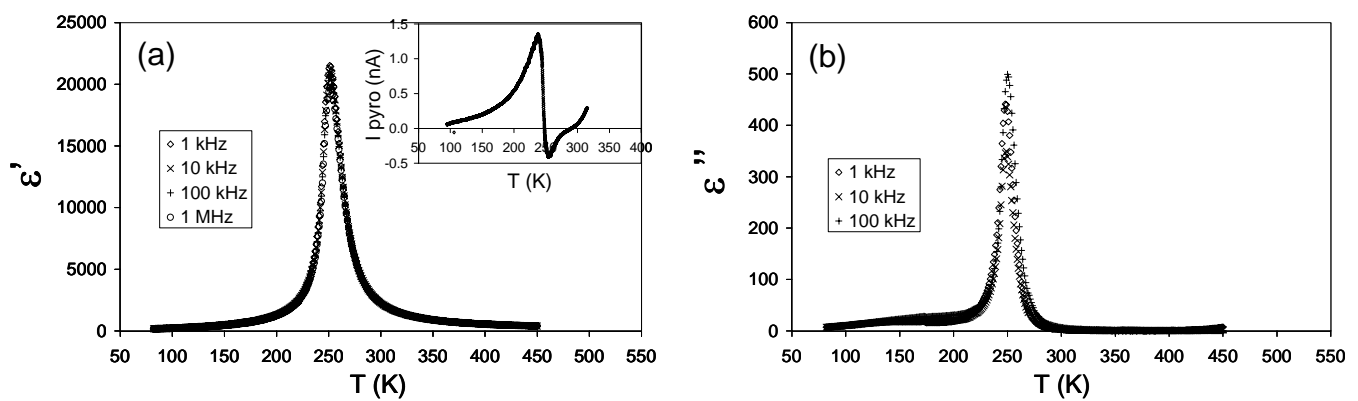 (a)
ε'
25000
20000
15000
10000
5000
0
50 100 150 200 250 300 350 400 450 500 550
T (K)
1 kHz
10 kHz
100 kHz
1 MHz
I pyro (nA)
1.5
1.0
0.5
0.0
-0.5
50 100 150 200 250 300 350 400
T (K)
(b)
ε''
600
500
400
300
200
100
0
50 100 150 200 250 300 350 400 450 500 550
T (K)
1 kHz
10 kHz
100 kHz